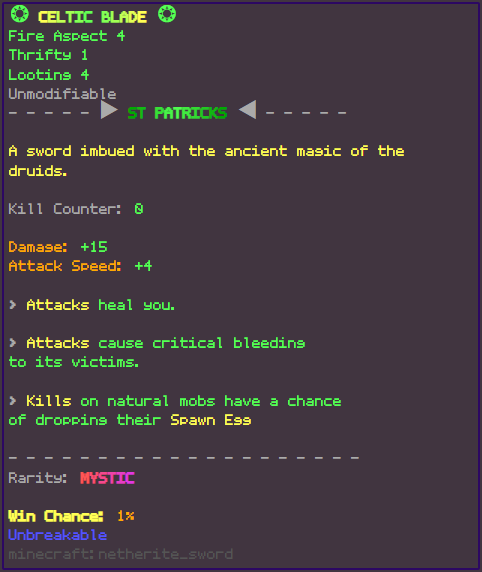 CELTIC BLADE
Fire Aspect 4
Thrifty 1
Looting 4
Unmodifiable
- - - - - ▶ ST PATRICKS ◀ - - - - -
A sword imbued with the ancient magic of the
druids.
Kill Counter: 0
Damage: +15
Attack Speed: +4
> Attacks heal you.
> Attacks cause critical bleeding
to its victims.
> Kills on natural mobs have a chance
of dropping their Spawn Egg
- - - - - - - - - - - - - - - - - - - -
Rarity: MYSTIC
Win Chance: 1%
Unbreakable
minecraft:netherite_sword